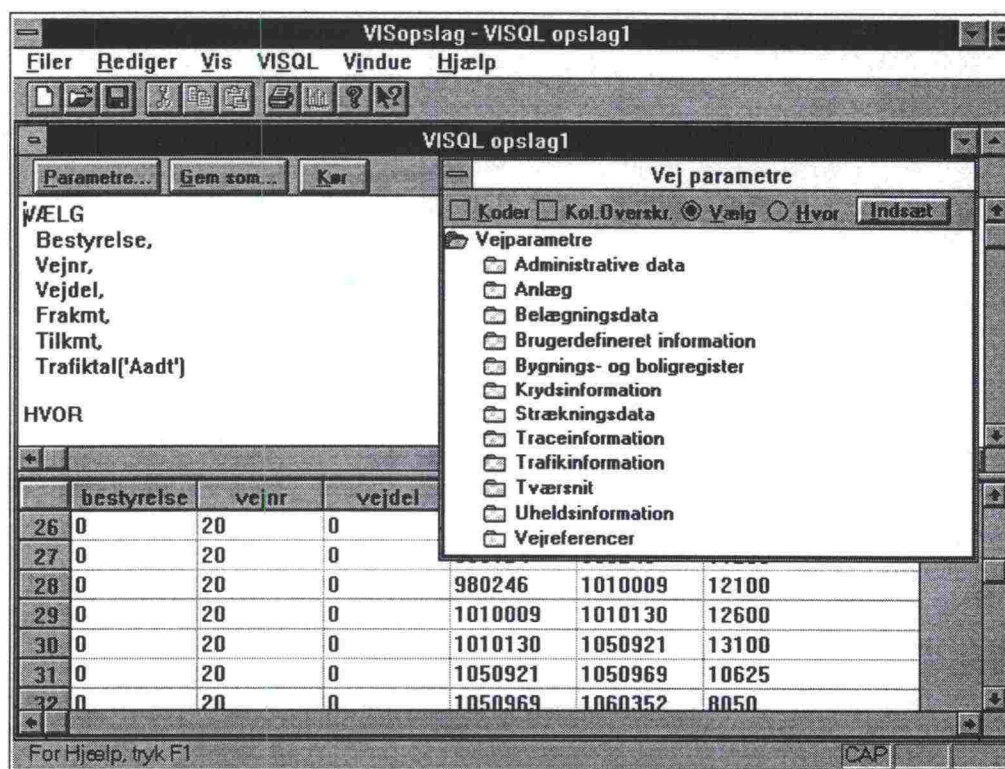 VISopslag - VISQL opslag1
Filer Rediger Vis VISQL Vindue Hjælp
VISQL opslag1
Parametre... Gem som... Kør
VÆLG
Bestyrelse,
Vejnr,
Vejdel,
Frakmt,
Tilkmt,
Trafiktal('Aadt')
HVOR
Vej parametre
Koder Kol.Overskr. Vælg Hvor Indsæt
Vejparametre
Administrative data
Anlæg
Belægningsdata
Brugerdefineret information
Bygnings- og boligregister
Krydsinformation
Strækningsdata
Traceinformation
Trafikinformation
Tværsnit
Uheldsinformation
Vejreferencer
bestyrelse vejnr vejdel
26 0 20 0
27 0 20 0
28 0 20 0 980246 1010009 12100
29 0 20 0 1010009 1010130 12600
30 0 20 0 1010130 1050921 13100
31 0 20 0 1050921 1050969 10625
32 0 20 0 1050969 1060352 8050
For Hjælp, tryk F1 CAP